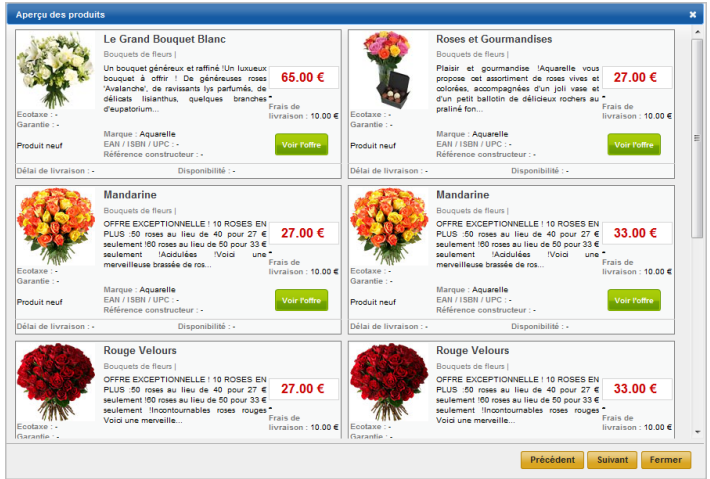 Aperçu des produits
Le Grand Bouquet Blanc
Bouquets de fleurs |
Un bouquet généreux et raffiné !Un luxueux
bouquet à offrir ! De généreuses roses
'Avalanche', de ravissants lys parfumés, de
délicats lisianthus, quelques branches
d'eupatorium...
65.00 €
-
Frais de
livraison : 10.00 €
Ecotaxe : -
Garantie : -
Produit neuf
Marque : Aquarelle
EAN / ISBN / UPC : -
Référence constructeur : -
Voir l'offre
Délai de livraison : -
Disponibilité : -
Roses et Gourmandises
Bouquets de fleurs |
Plaisir et gourmandise !Aquarelle vous
propose cet assortiment de roses vives et
colorées, accompagnées d'un joli vase et
d'un petit ballotin de délicieux rochers au
praliné fon...
27.00 €
-
Frais de
livraison : 10.00 €
Ecotaxe : -
Garantie : -
Produit neuf
Marque : Aquarelle
EAN / ISBN / UPC : -
Référence constructeur : -
Voir l'offre
Délai de livraison : -
Disponibilité : -
Mandarine
Bouquets de fleurs |
OFFRE EXCEPTIONNELLE ! 10 ROSES EN
PLUS :50 roses au lieu de 40 pour 27 €
seulement !60 roses au lieu de 50 pour 33 €
seulement !Acidulées !Voici une
merveilleuse brassée de ros...
27.00 €
-
Frais de
livraison : 10.00 €
Ecotaxe : -
Garantie : -
Produit neuf
Marque : Aquarelle
EAN / ISBN / UPC : -
Référence constructeur : -
Voir l'offre
Délai de livraison : -
Disponibilité : -
Mandarine
Bouquets de fleurs |
OFFRE EXCEPTIONNELLE ! 10 ROSES EN
PLUS :50 roses au lieu de 40 pour 27 €
seulement !60 roses au lieu de 50 pour 33 €
seulement !Acidulées !Voici une
merveilleuse brassée de ros...
33.00 €
-
Frais de
livraison : 10.00 €
Ecotaxe : -
Garantie : -
Produit neuf
Marque : Aquarelle
EAN / ISBN / UPC : -
Référence constructeur : -
Voir l'offre
Délai de livraison : -
Disponibilité : -
Rouge Velours
Bouquets de fleurs |
OFFRE EXCEPTIONNELLE ! 10 ROSES EN
PLUS :50 roses au lieu de 40 pour 27 €
seulement !60 roses au lieu de 50 pour 33 €
seulement !Incontournables roses rouges
Voici une merveille...
27.00 €
-
Frais de
livraison : 10.00 €
Ecotaxe : -
Garantie : -
Rouge Velours
Bouquets de fleurs |
OFFRE EXCEPTIONNELLE ! 10 ROSES EN
PLUS :50 roses au lieu de 40 pour 27 €
seulement !60 roses au lieu de 50 pour 33 €
seulement !Incontournables roses rouges
Voici une merveille...
33.00 €
-
Frais de
livraison : 10.00 €
Ecotaxe : -
Garantie : -
Précédent
Suivant
Fermer